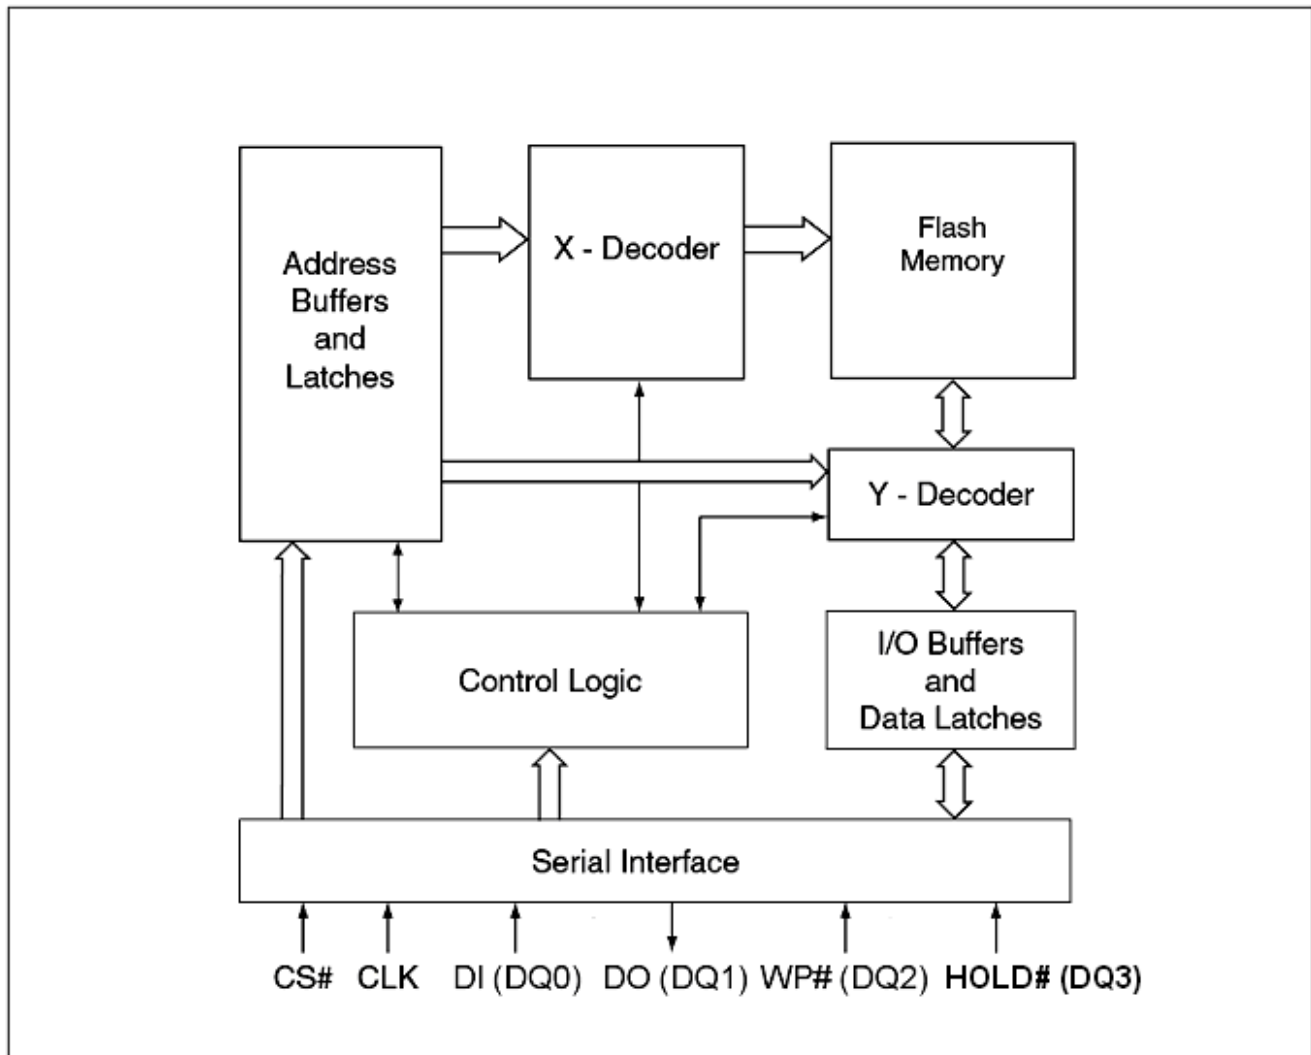 Address
Buffers
and
Latches
X - Decoder
Flash
Memory
Y - Decoder
Control Logic
I/O Buffers
and
Data Latches
Serial Interface
CS# CLK DI (DQ0) DO (DQ1) WP# (DQ2) HOLD# (DQ3)